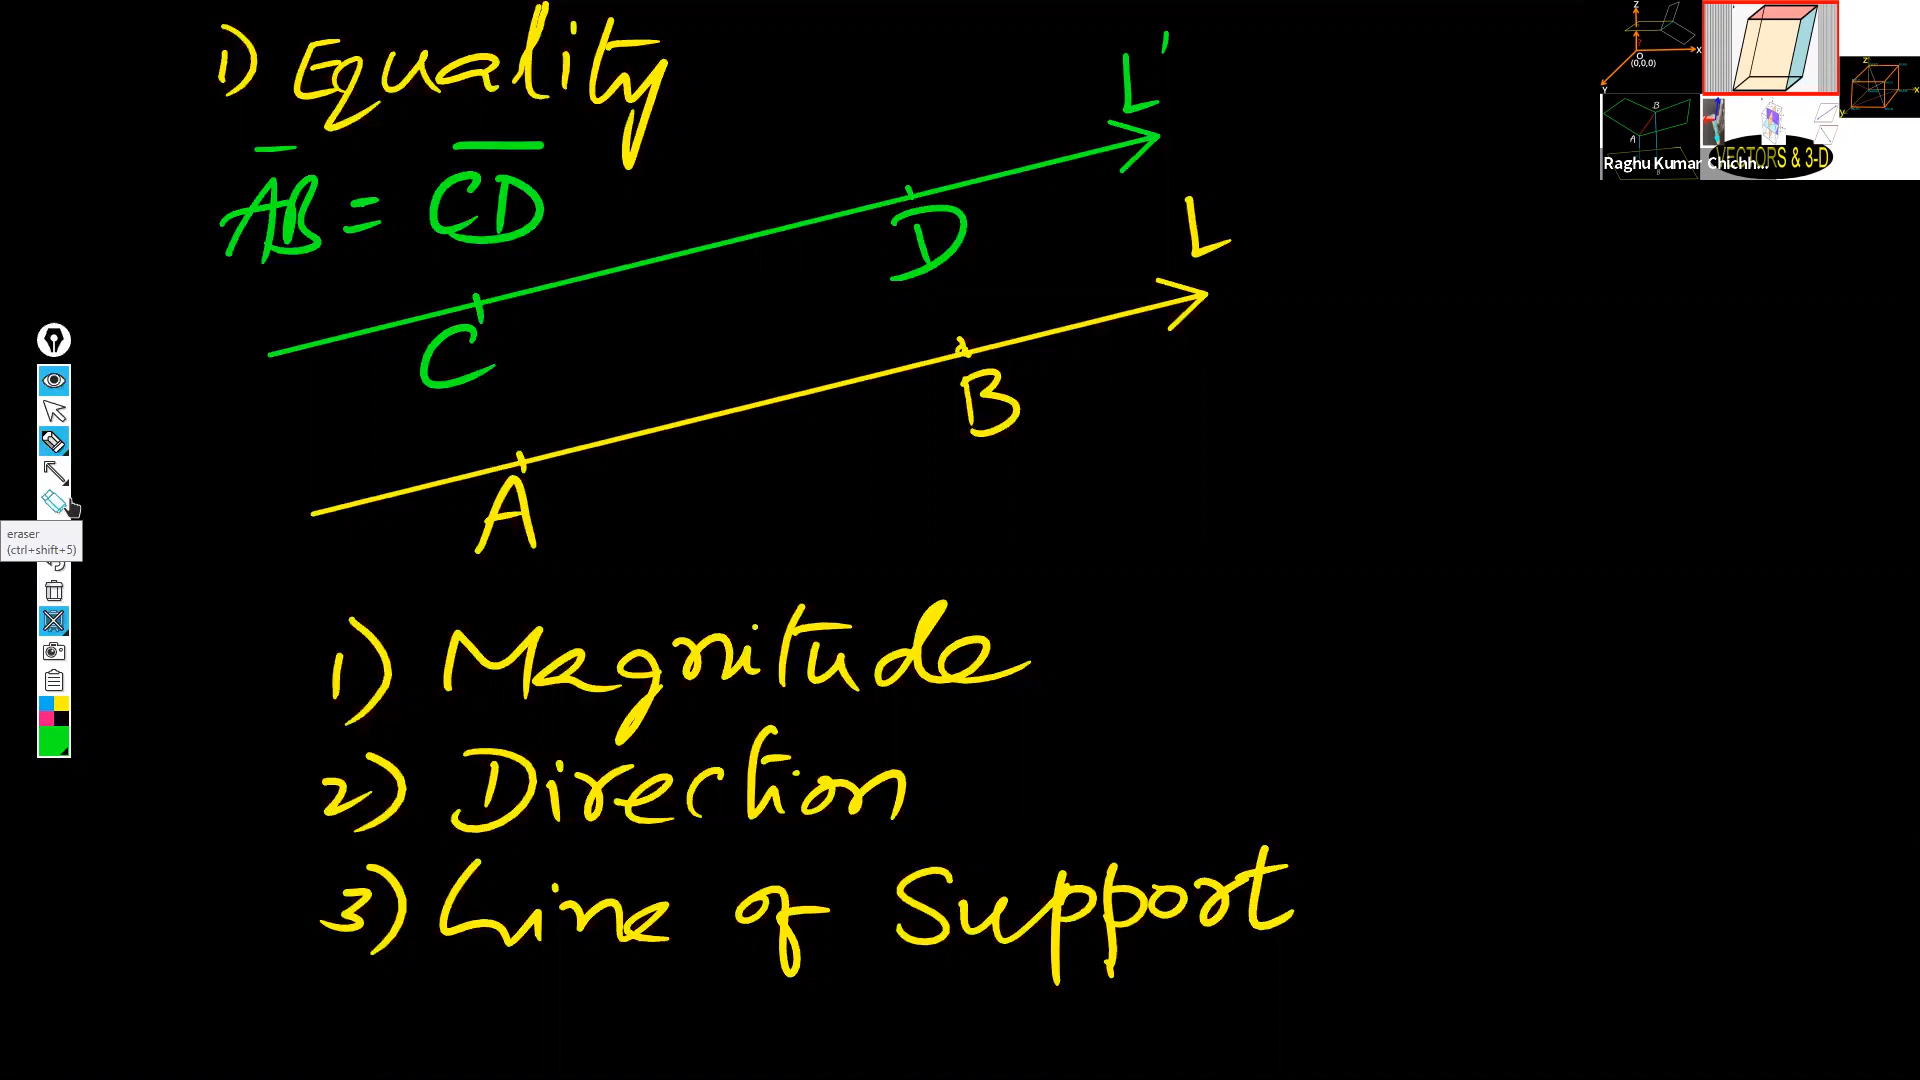 1) Equality
AB = CD
L'
L
D
C
B
A
1) Magnitude
2) Direction
3) Line of Support
eraser
(ctrl+shift+5)
Z
X
O
(0,0,0)
Y
B
A
Raghu Kumar Chichh...
VECTORS & 3-D
Z
X
Y